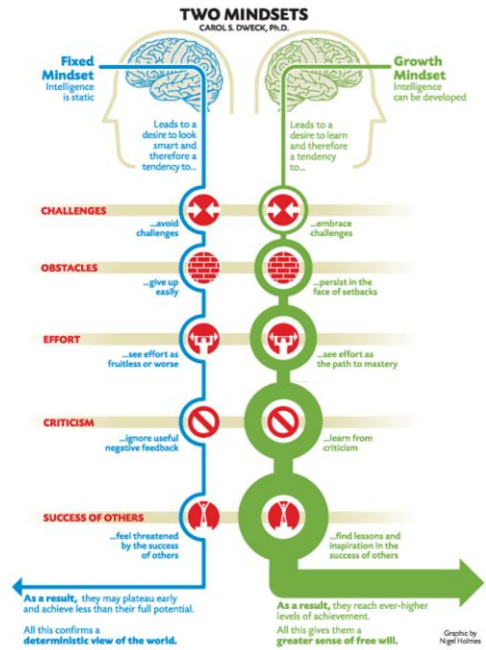 TWO MINDSETS
CAROL S. DWECK, Ph.D.
Fixed
Mindset
Intelligence
is static
Growth
Mindset
Intelligence
can be developed
Leads to a
desire to look
smart and
therefore a
tendency to...
Leads to a
desire to learn
and therefore
a tendency
to...
CHALLENGES
...avoid
challenges
...embrace
challenges
OBSTACLES
...give up
easily
...persist in the
face of setbacks
EFFORT
...see effort as
fruitless or worse
...see effort as
the path to mastery
CRITICISM
...ignore useful
negative feedback
...learn from
criticism
SUCCESS OF OTHERS
...feel threatened
by the success
of others
...find lessons and
inspiration in the
success of others
As a result, they may plateau early
and achieve less than their full potential.
All this confirms a
deterministic view of the world.
As a result, they reach ever-higher
levels of achievement.
All this gives them a
greater sense of free will.
Graphic by
Nigel Holmes